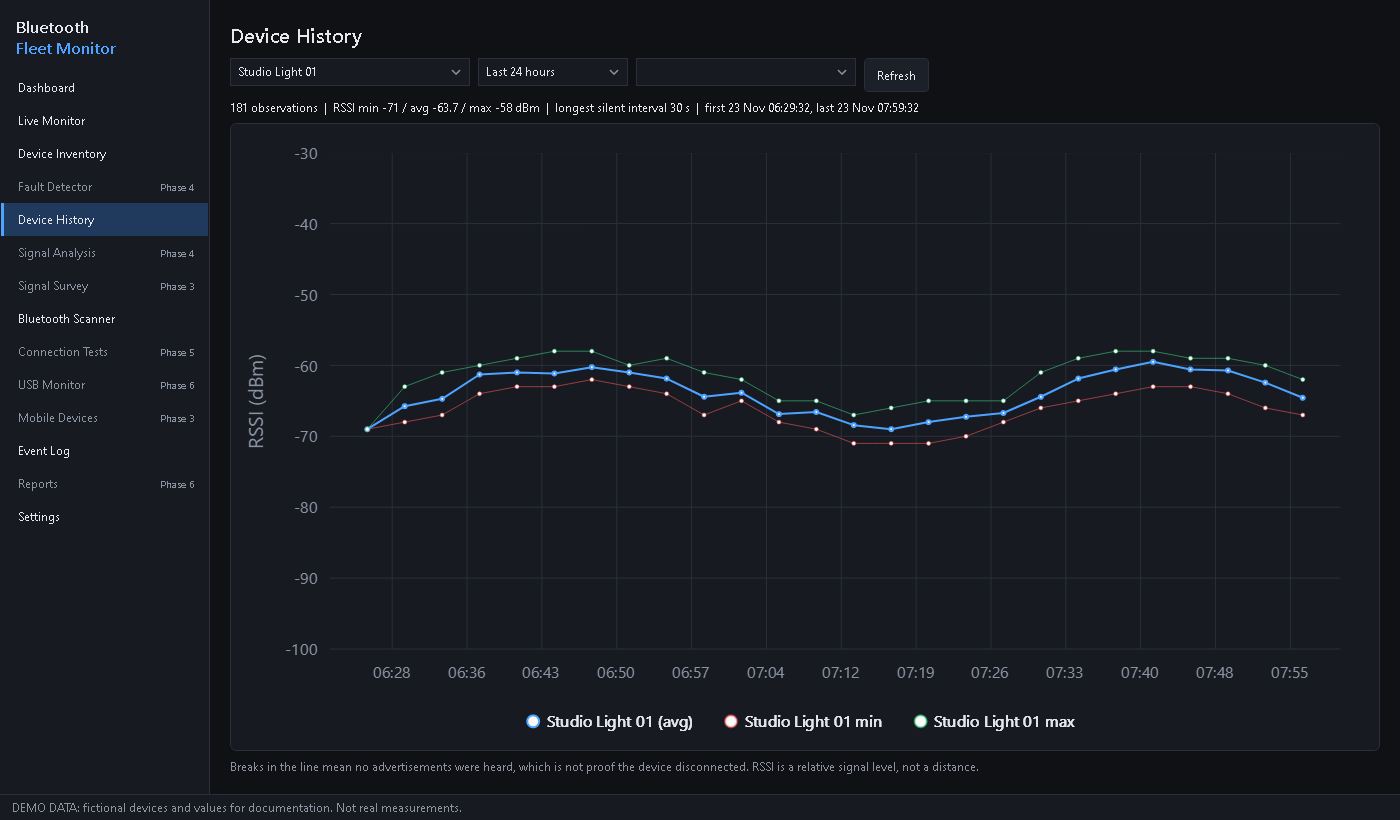 Bluetooth
Fleet Monitor
Dashboard
Live Monitor
Device Inventory
Fault Detector Phase 4
Device History
Signal Analysis Phase 4
Signal Survey Phase 3
Bluetooth Scanner
Connection Tests Phase 5
USB Monitor Phase 6
Mobile Devices Phase 3
Event Log
Reports Phase 6
Settings
Device History
Studio Light 01 Last 24 hours Refresh
181 observations | RSSI min -71 / avg -63.7 / max -58 dBm | longest silent interval 30 s | first 23 Nov 06:29:32, last 23 Nov 07:59:32
RSSI (dBm)
-30
-40
-50
-60
-70
-80
-90
-100
06:28 06:36 06:43 06:50 06:57 07:04 07:12 07:19 07:26 07:33 07:40 07:48 07:55
Studio Light 01 (avg) Studio Light 01 min Studio Light 01 max
Breaks in the line mean no advertisements were heard, which is not proof the device disconnected. RSSI is a relative signal level, not a distance.
DEMO DATA: fictional devices and values for documentation. Not real measurements.